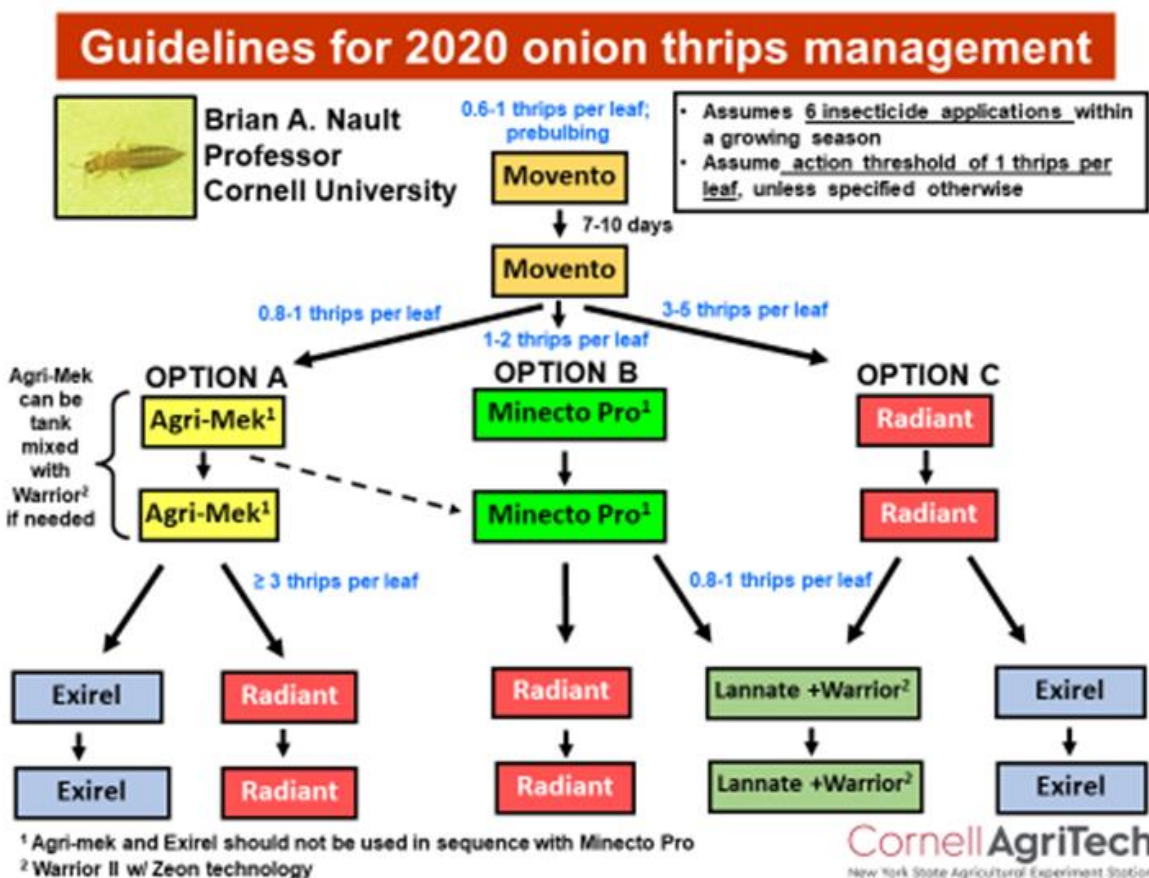 Guidelines for 2020 onion thrips management
Brian A. Nault
Professor
Cornell University
0.6-1 thrips per leaf;
prebulbing
• Assumes 6 insecticide applications within
a growing season
• Assume action threshold of 1 thrips per
leaf, unless specified otherwise
Movento
7-10 days
Movento
0.8-1 thrips per leaf
1-2 thrips per leaf
3-5 thrips per leaf
Agri-Mek
can be
tank
mixed
with
Warrior²
if needed
OPTION A
Agri-Mek¹
Agri-Mek¹
OPTION B
Minecto Pro¹
Minecto Pro¹
OPTION C
Radiant
Radiant
≥ 3 thrips per leaf
0.8-1 thrips per leaf
Exirel
Radiant
Radiant
Lannate +Warrior²
Exirel
Exirel
Radiant
Radiant
Lannate +Warrior²
Exirel
¹ Agri-mek and Exirel should not be used in sequence with Minecto Pro
² Warrior II w/ Zeon technology
CornellAgriTech
New York State Agricultural Experiment Station